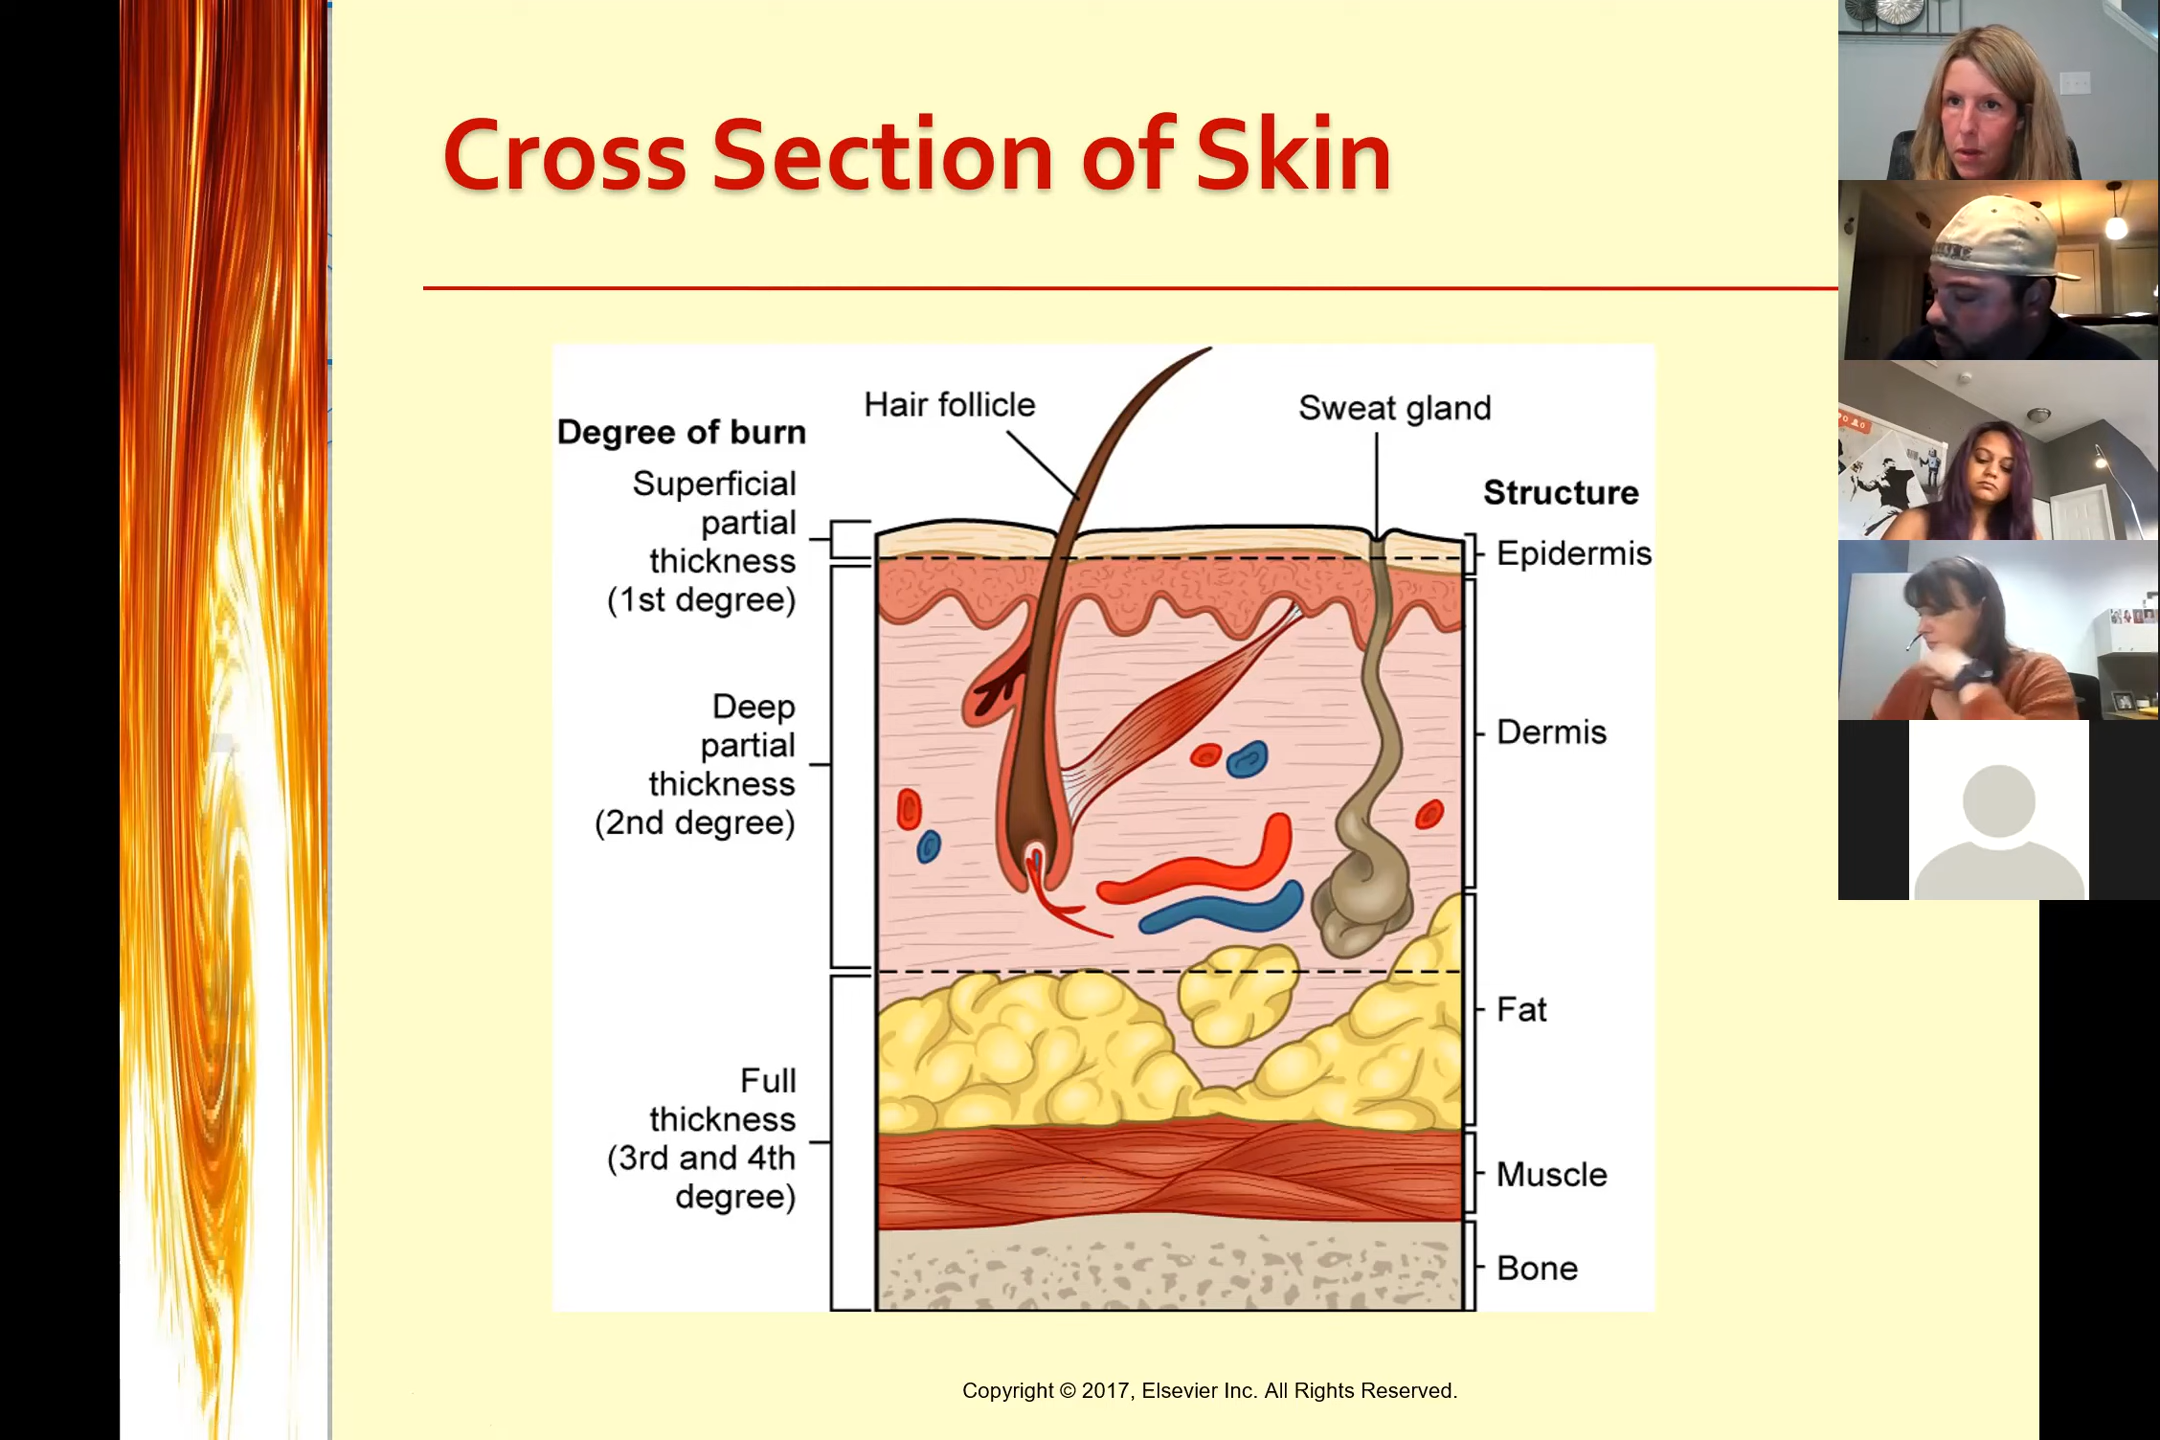 Cross Section of Skin
Hair follicle
Sweat gland
Degree of burn
Superficial
partial
thickness
(1st degree)
Deep
partial
thickness
(2nd degree)
Full
thickness
(3rd and 4th
degree)
Structure
Epidermis
Dermis
Fat
Muscle
Bone
Copyright © 2017, Elsevier Inc. All Rights Reserved.